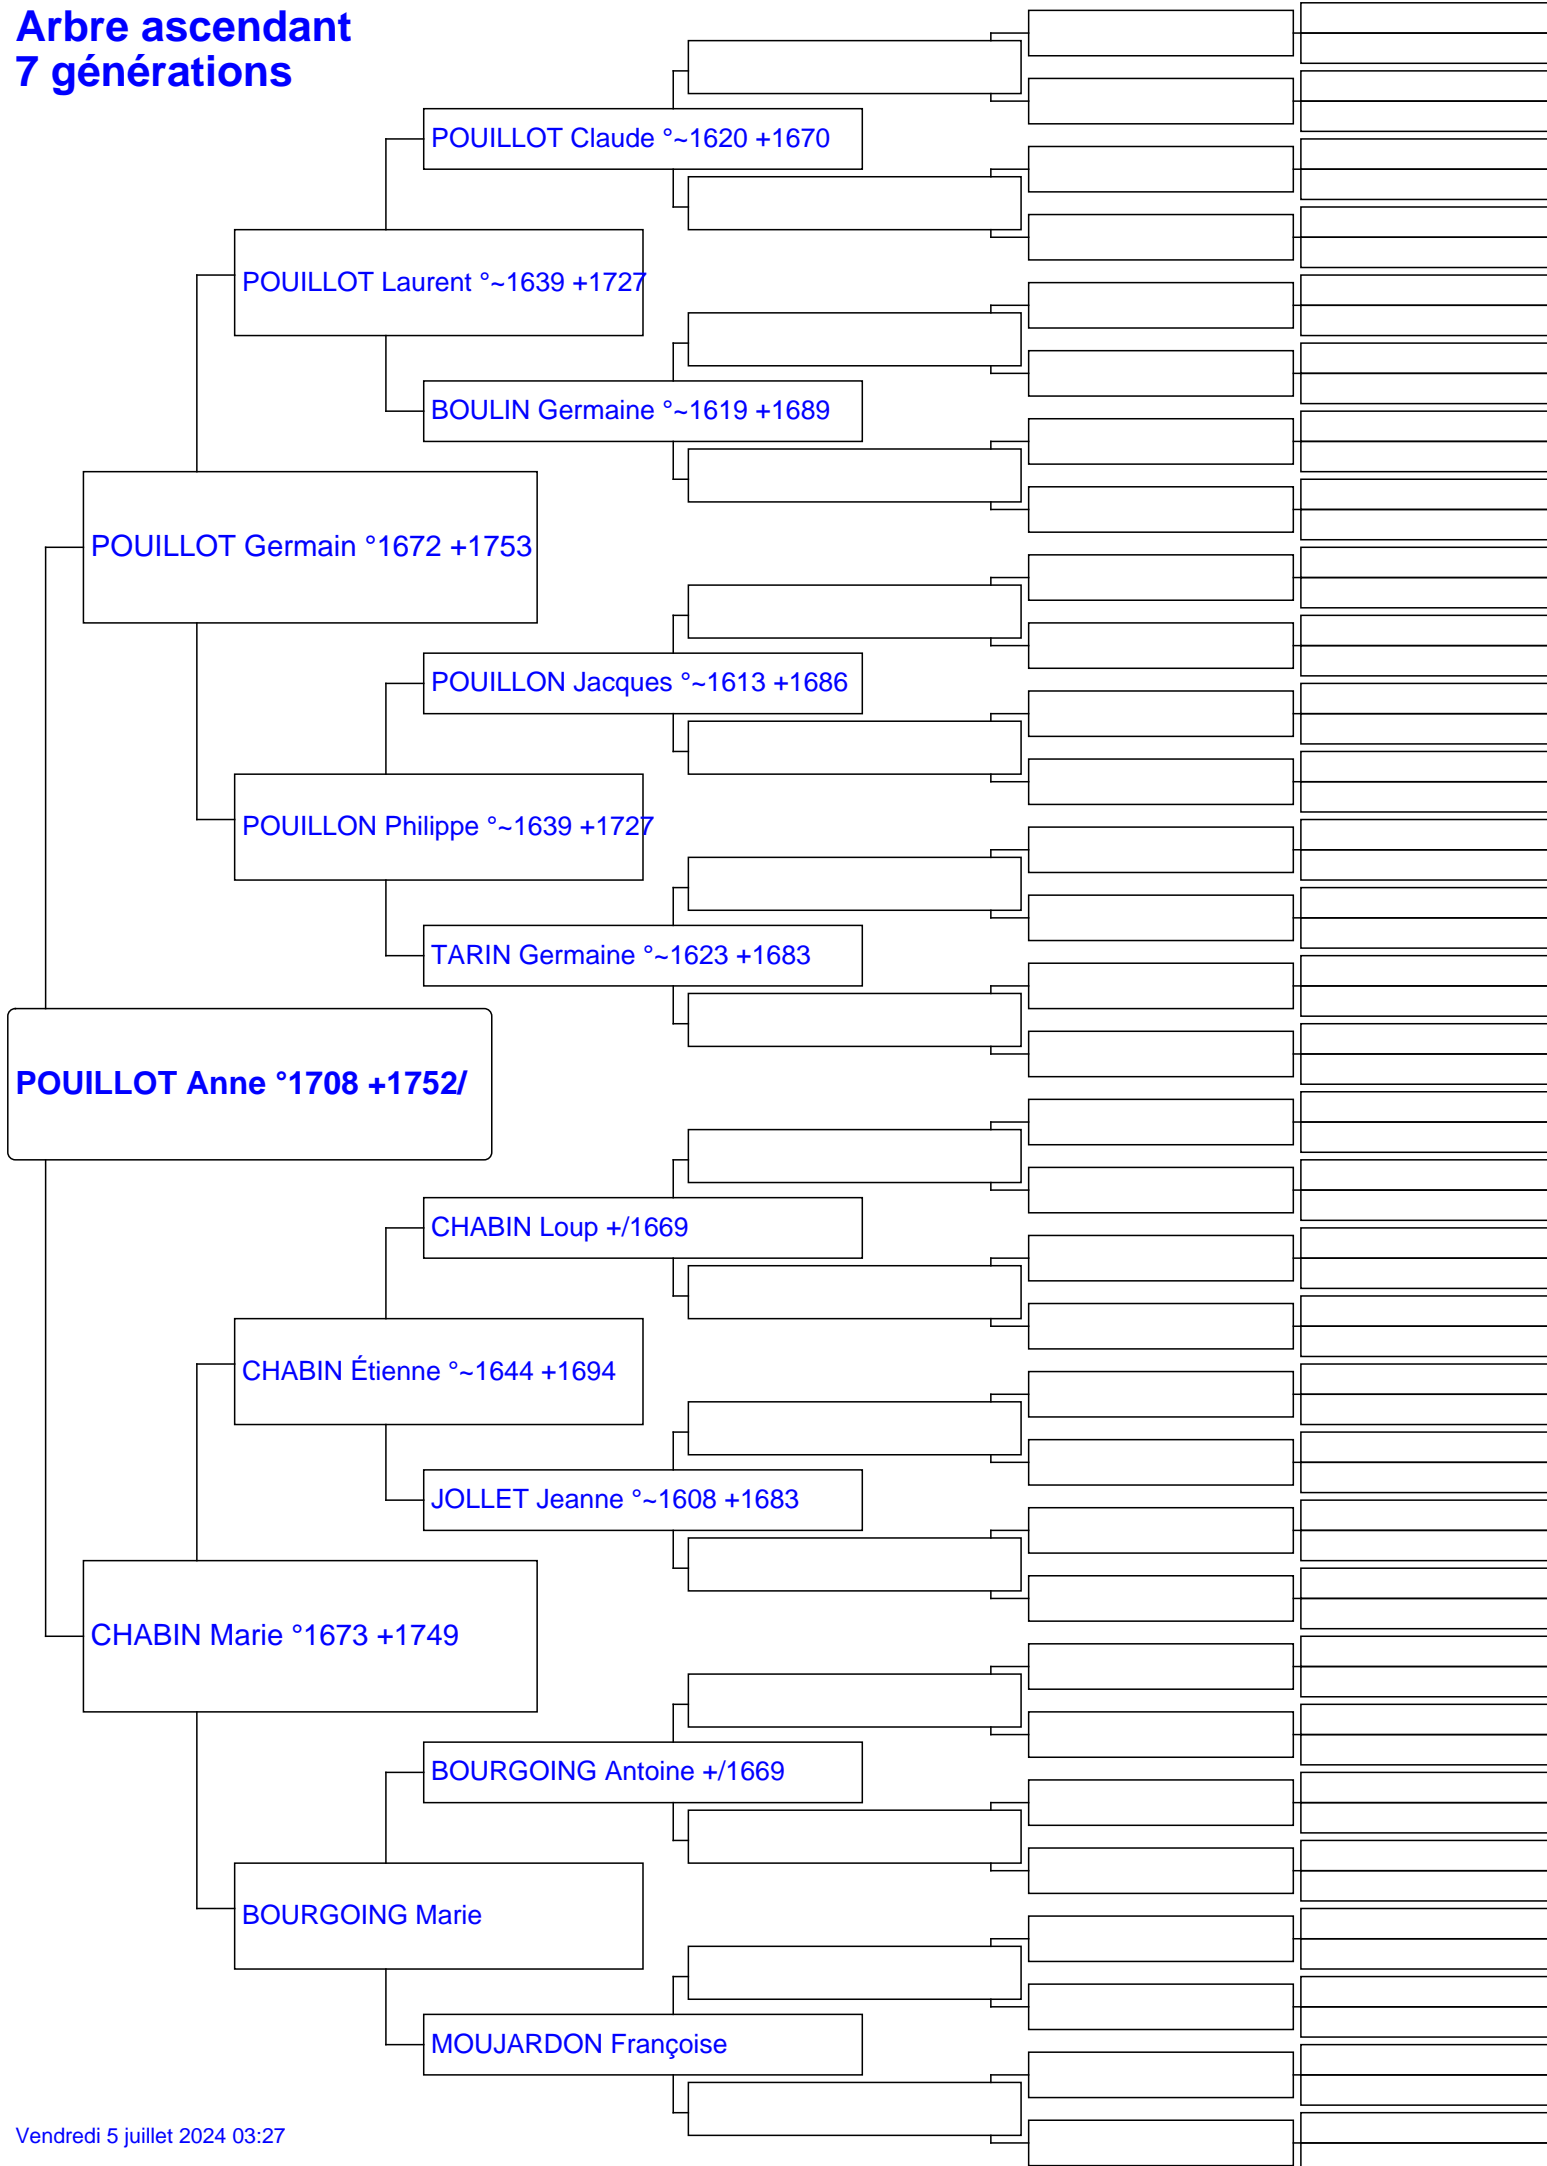 Arbre ascendant
7 générations
POUILLOT Claude °~1620 +1670
POUILLOT Laurent °~1639 +1727
BOULIN Germaine °~1619 +1689
POUILLOT Germain °1672 +1753
POUILLON Jacques °~1613 +1686
POUILLON Philippe °~1639 +1727
TARIN Germaine °~1623 +1683
POUILLOT Anne °1708 +1752/
CHABIN Loup +/1669
CHABIN Étienne °~1644 +1694
JOLLET Jeanne °~1608 +1683
CHABIN Marie °1673 +1749
BOURGOING Antoine +/1669
BOURGOING Marie
MOUJARDON Françoise
Vendredi 5 juillet 2024 03:27